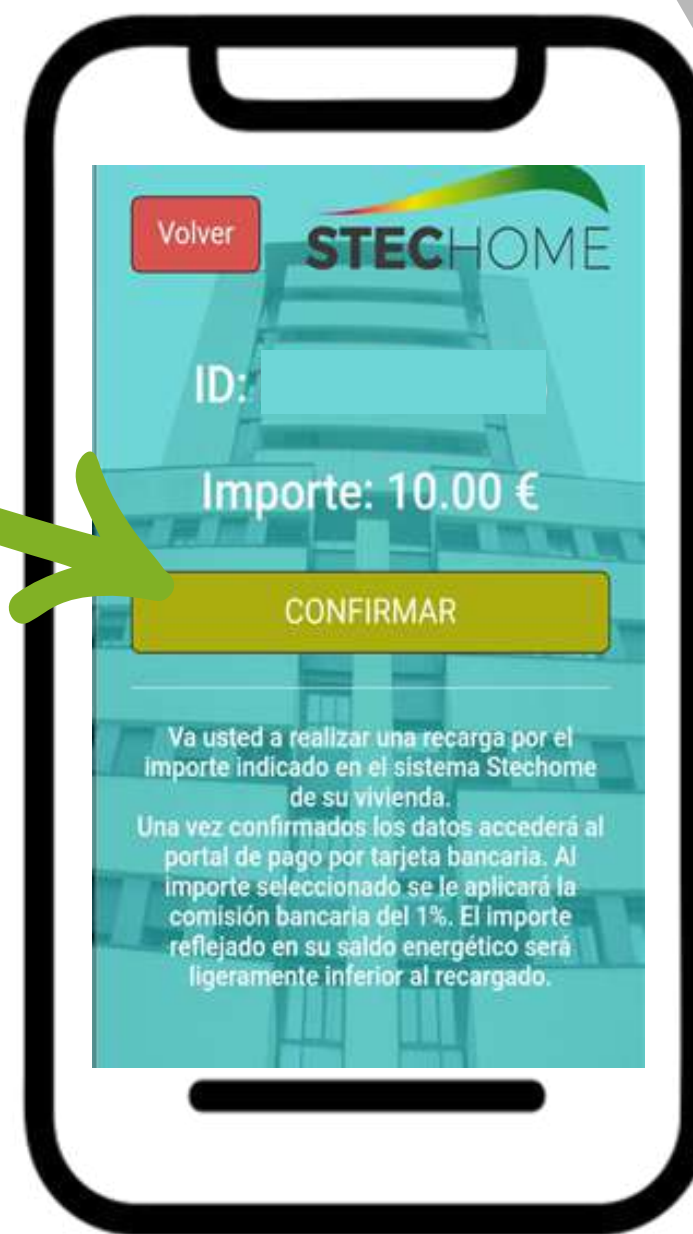 Volver
STECHOME
ID:
Importe: 10.00 €
CONFIRMAR
Va usted a realizar una recarga por el
importe indicado en el sistema Stechome
de su vivienda.
Una vez confirmados los datos accederá al
portal de pago por tarjeta bancaria. Al
importe seleccionado se le aplicará la
comisión bancaria del 1%. El importe
reflejado en su saldo energético será
ligeramente inferior al recargado.